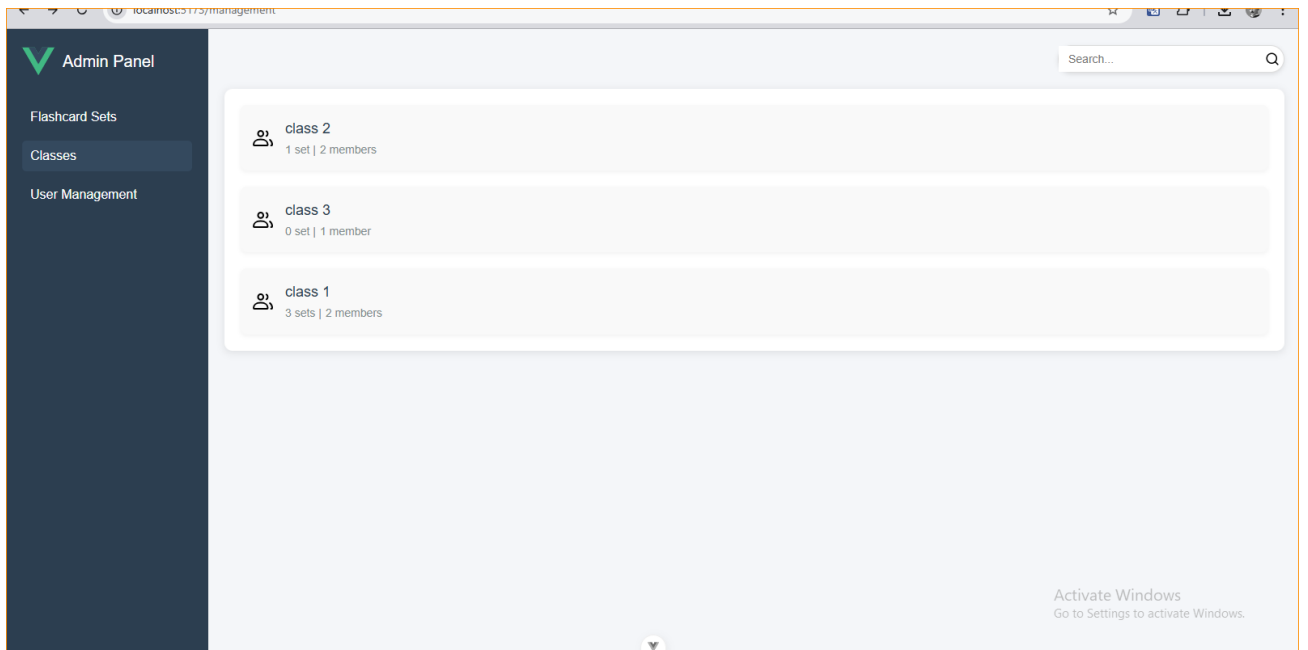 localhost:5173/management
Admin Panel
Search...
Flashcard Sets
Classes
User Management
class 2
1 set | 2 members
class 3
0 set | 1 member
class 1
3 sets | 2 members
Activate Windows
Go to Settings to activate Windows.